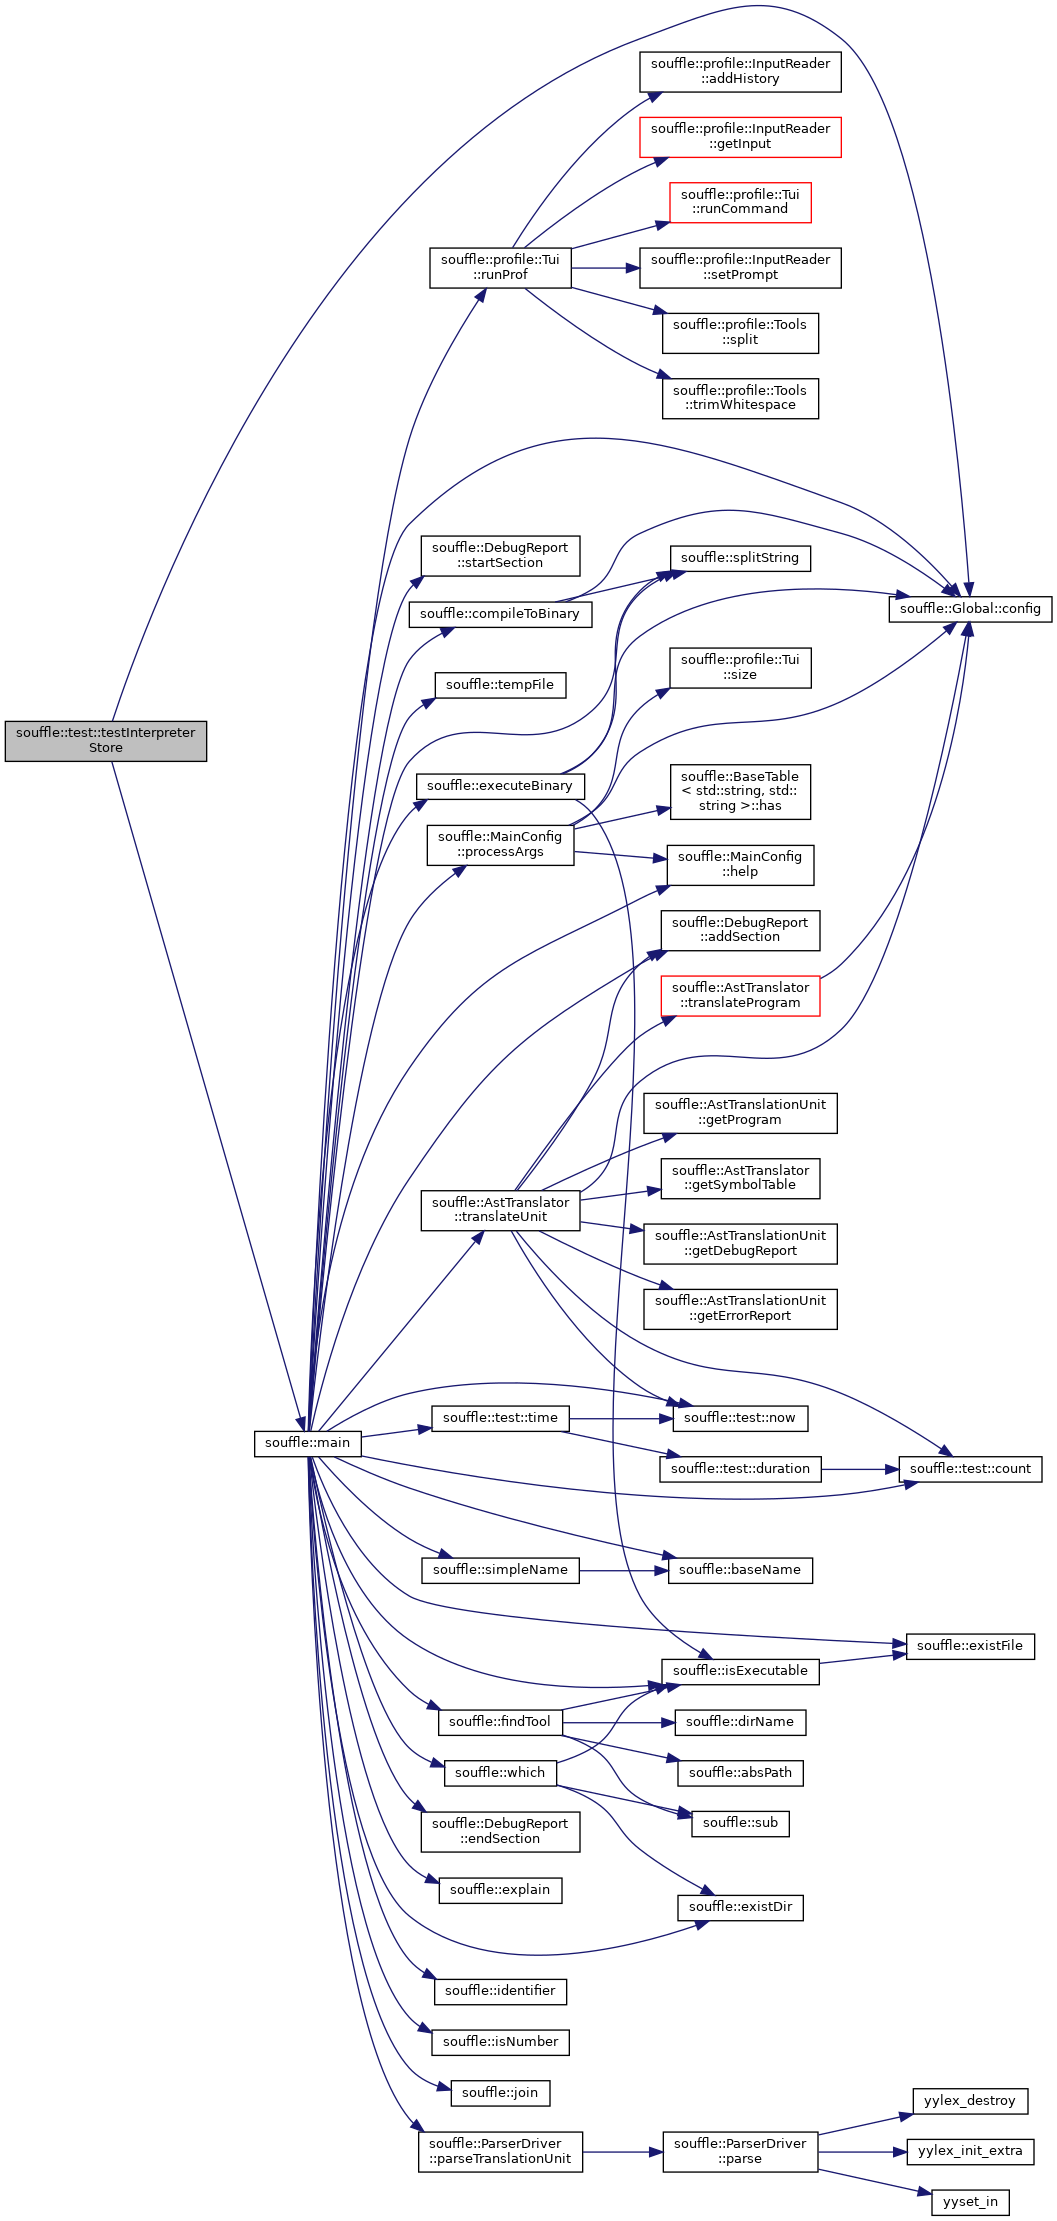 souffle::profile::InputReader
::addHistory
souffle::profile::InputReader
::getInput
souffle::profile::Tui
::runCommand
souffle::profile::Tui
::runProf
souffle::profile::InputReader
::setPrompt
souffle::profile::Tools
::split
souffle::profile::Tools
::trimWhitespace
souffle::DebugReport
::startSection
souffle::splitString
souffle::compileToBinary
souffle::Global::config
souffle::tempFile
souffle::profile::Tui
::size
souffle::test::testInterpreter
Store
souffle::executeBinary
souffle::BaseTable
< std::string, std::
string >::has
souffle::MainConfig
::processArgs
souffle::MainConfig
::help
souffle::DebugReport
::addSection
souffle::AstTranslator
::translateProgram
souffle::AstTranslationUnit
::getProgram
souffle::AstTranslator
::getSymbolTable
souffle::AstTranslator
::translateUnit
souffle::AstTranslationUnit
::getDebugReport
souffle::AstTranslationUnit
::getErrorReport
souffle::test::time
souffle::test::now
souffle::main
souffle::test::duration
souffle::test::count
souffle::simpleName
souffle::baseName
souffle::existFile
souffle::isExecutable
souffle::findTool
souffle::dirName
souffle::which
souffle::absPath
souffle::sub
souffle::DebugReport
::endSection
souffle::explain
souffle::existDir
souffle::identifier
souffle::isNumber
souffle::join
yylex_destroy
souffle::ParserDriver
::parseTranslationUnit
souffle::ParserDriver
::parse
yylex_init_extra
yyset_in